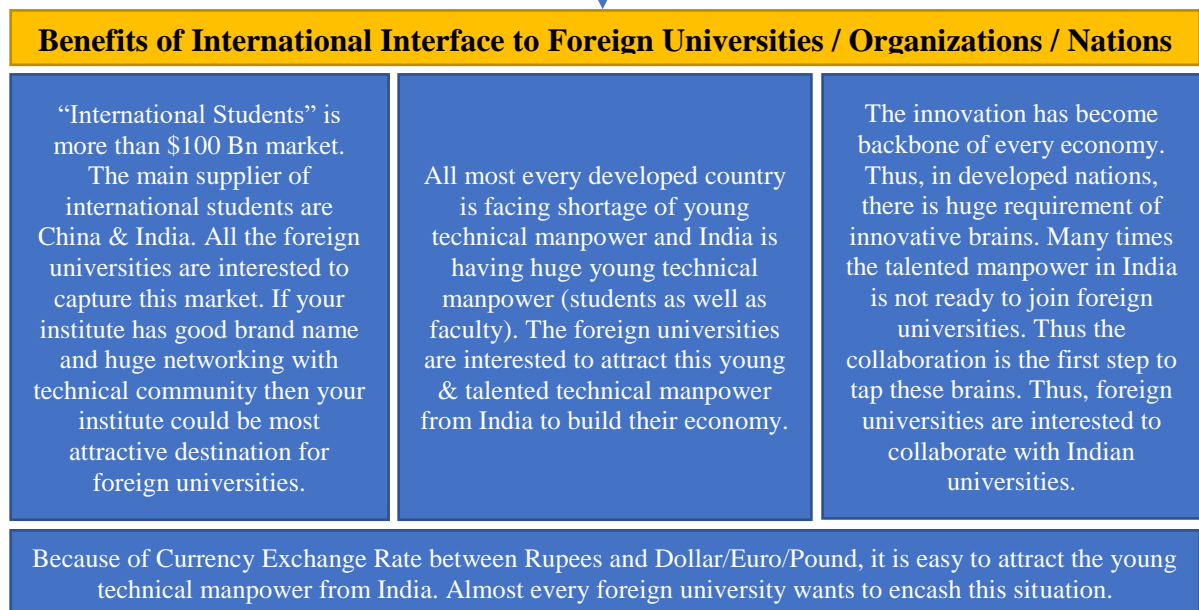 Benefits of International Interface to Foreign Universities / Organizations / Nations
“International Students” is
more than $100 Bn market.
The main supplier of
international students are
China & India. All the foreign
universities are interested to
capture this market. If your
institute has good brand name
and huge networking with
technical community then your
institute could be most
attractive destination for
foreign universities.
All most every developed country
is facing shortage of young
technical manpower and India is
having huge young technical
manpower (students as well as
faculty). The foreign universities
are interested to attract this young
& talented technical manpower
from India to build their economy.
The innovation has become
backbone of every economy.
Thus, in developed nations,
there is huge requirement of
innovative brains. Many times
the talented manpower in India
is not ready to join foreign
universities. Thus the
collaboration is the first step to
tap these brains. Thus, foreign
universities are interested to
collaborate with Indian
universities.
Because of Currency Exchange Rate between Rupees and Dollar/Euro/Pound, it is easy to attract the young
technical manpower from India. Almost every foreign university wants to encash this situation.